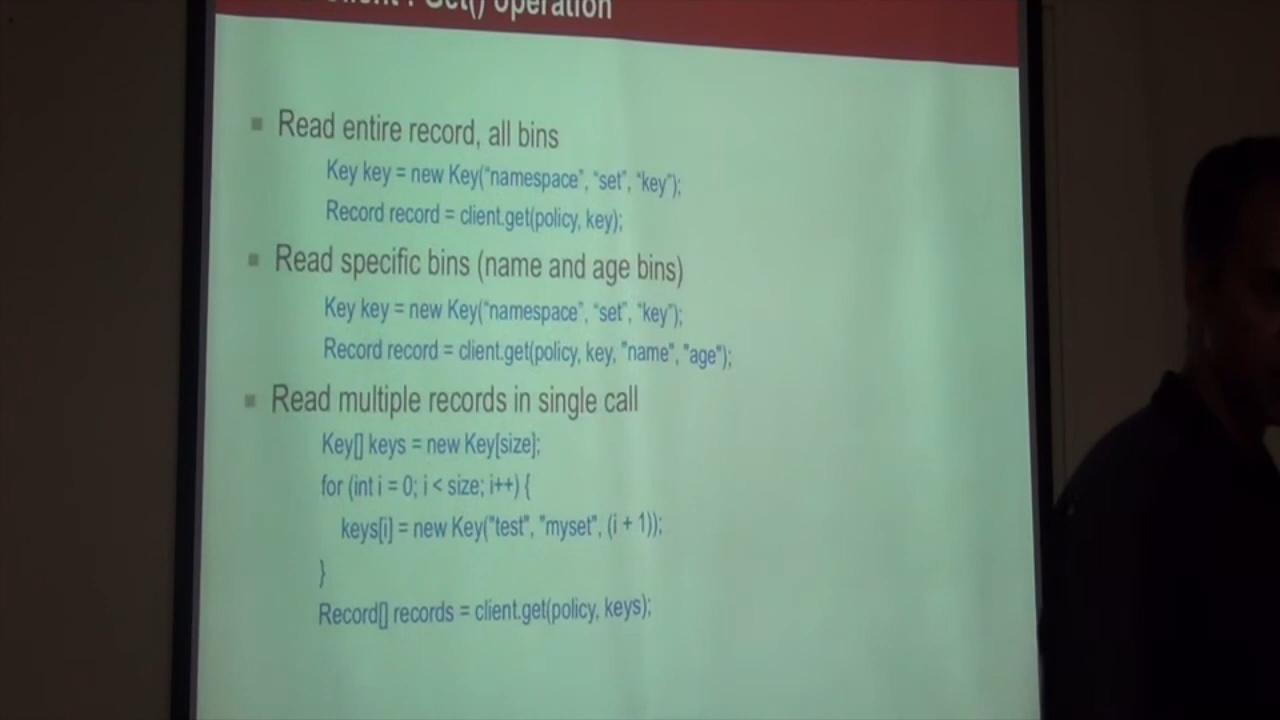 Get() operation
▪ Read entire record, all bins
Key key = new Key("namespace", "set", "key");
Record record = client.get(policy, key);
▪ Read specific bins (name and age bins)
Key key = new Key("namespace", "set", "key");
Record record = client.get(policy, key, "name", "age");
▪ Read multiple records in single call
Key[] keys = new Key[size];
for (int i = 0; i < size; i++) {
keys[i] = new Key("test", "myset", (i + 1));
}
Record[] records = client.get(policy, keys);